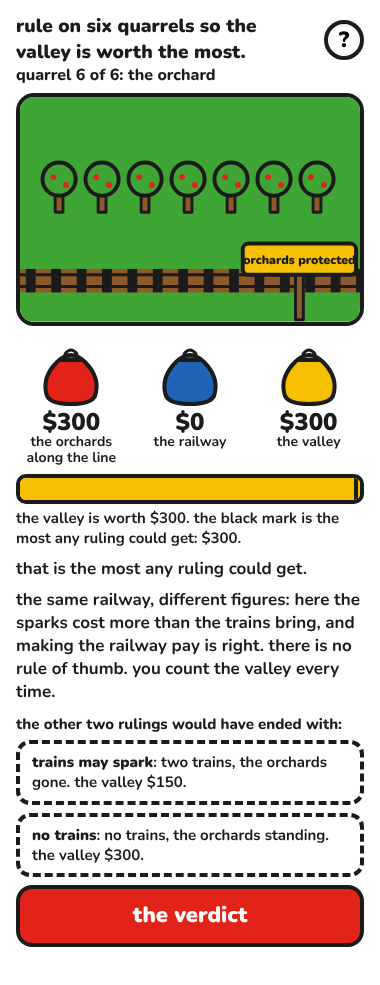 rule on six quarrels so the
valley is worth the most.
?
quarrel 6 of 6: the orchard
orchards protected
$300
the orchards
along the line
$0
the railway
$300
the valley
the valley is worth $300. the black mark is the
most any ruling could get: $300.
that is the most any ruling could get.
the same railway, different figures: here the
sparks cost more than the trains bring, and
making the railway pay is right. there is no
rule of thumb. you count the valley every
time.
the other two rulings would have ended with:
trains may spark: two trains, the orchards
gone. the valley $150.
no trains: no trains, the orchards standing.
the valley $300.
the verdict